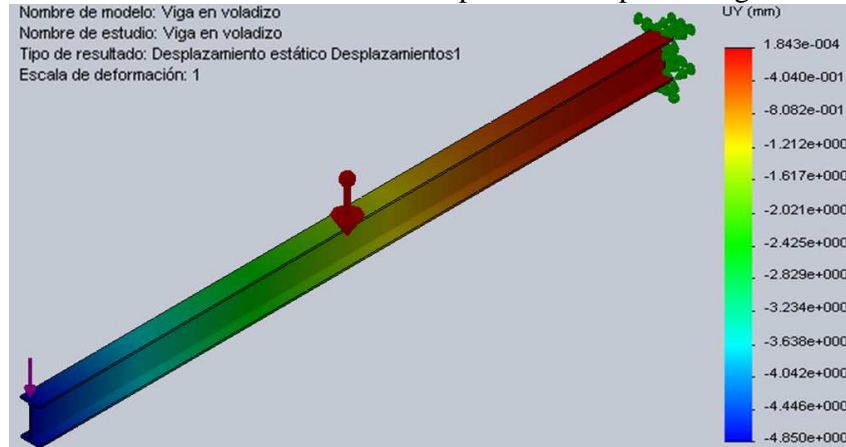 Nombre de modelo: Viga en voladizo
Nombre de estudio: Viga en voladizo
Tipo de resultado: Desplazamiento estático Desplazamientos1
Escala de deformación: 1
UY (mm)
1.843e-004
-4.040e-001
-8.082e-001
-1.212e+000
-1.617e+000
-2.021e+000
-2.425e+000
-2.829e+000
-3.234e+000
-3.638e+000
-4.042e+000
-4.446e+000
-4.850e+000